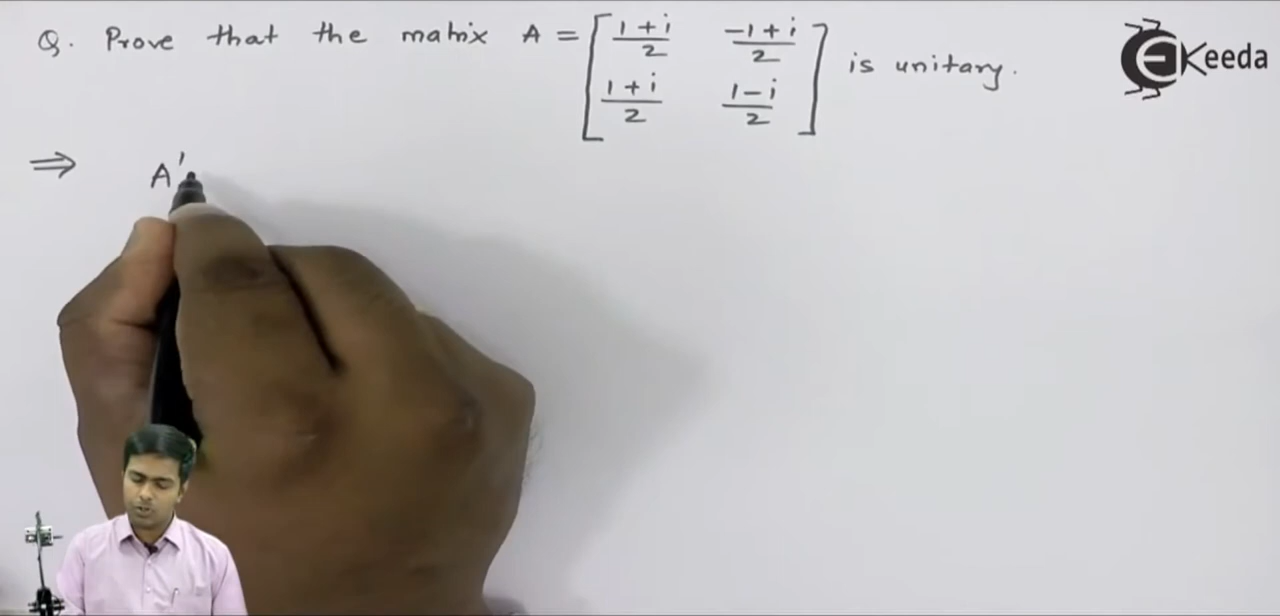 Q. Prove that the matrix A = [ (1+i)/2 (-1+i)/2 ; (1+i)/2 (1-i)/2 ] is unitary.
EKeeda
⇒ A'